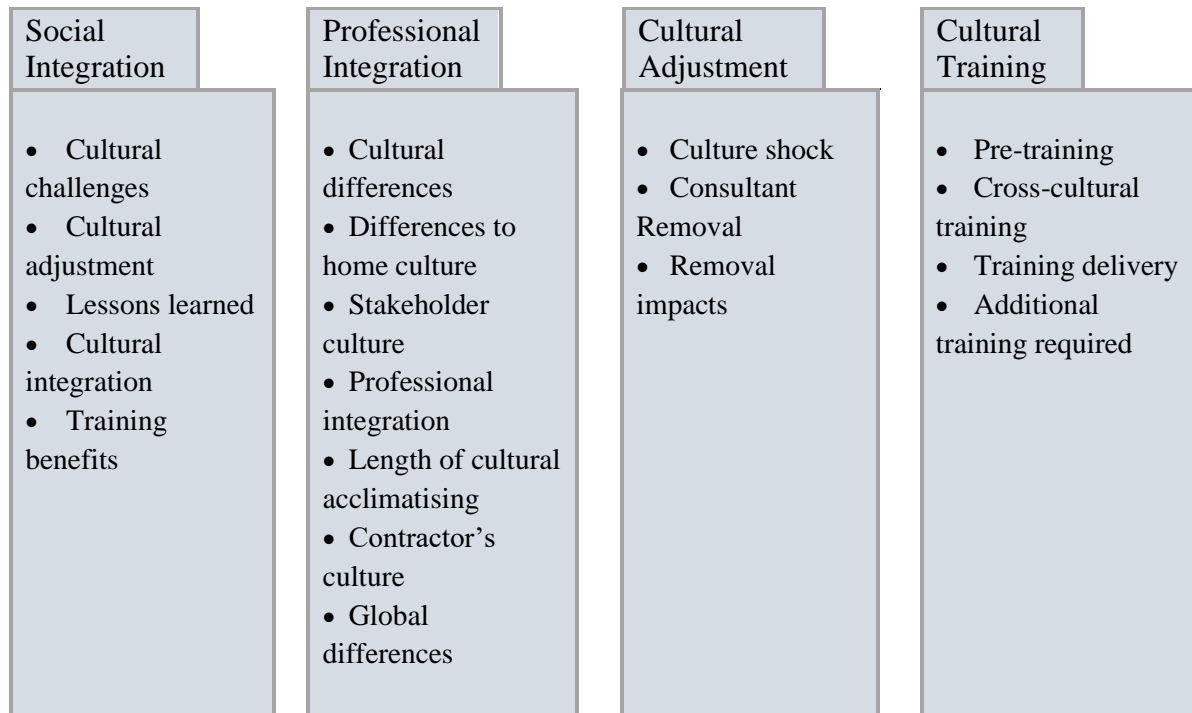 Social
Integration
• Cultural
challenges
• Cultural
adjustment
• Lessons learned
• Cultural
integration
• Training
benefits
Professional
Integration
• Cultural
differences
• Differences to
home culture
• Stakeholder
culture
• Professional
integration
• Length of cultural
acclimatising
• Contractor’s
culture
• Global
differences
Cultural
Adjustment
• Culture shock
• Consultant
Removal
• Removal
impacts
Cultural
Training
• Pre-training
• Cross-cultural
training
• Training delivery
• Additional
training required